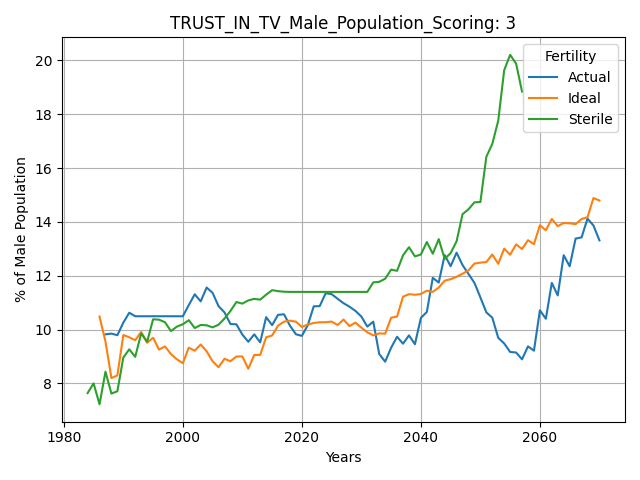 TRUST_IN_TV_Male_Population_Scoring: 3
Fertility
Actual
Ideal
Sterile
% of Male Population
20
18
16
14
12
10
8
1980 2000 2020 2040 2060
Years